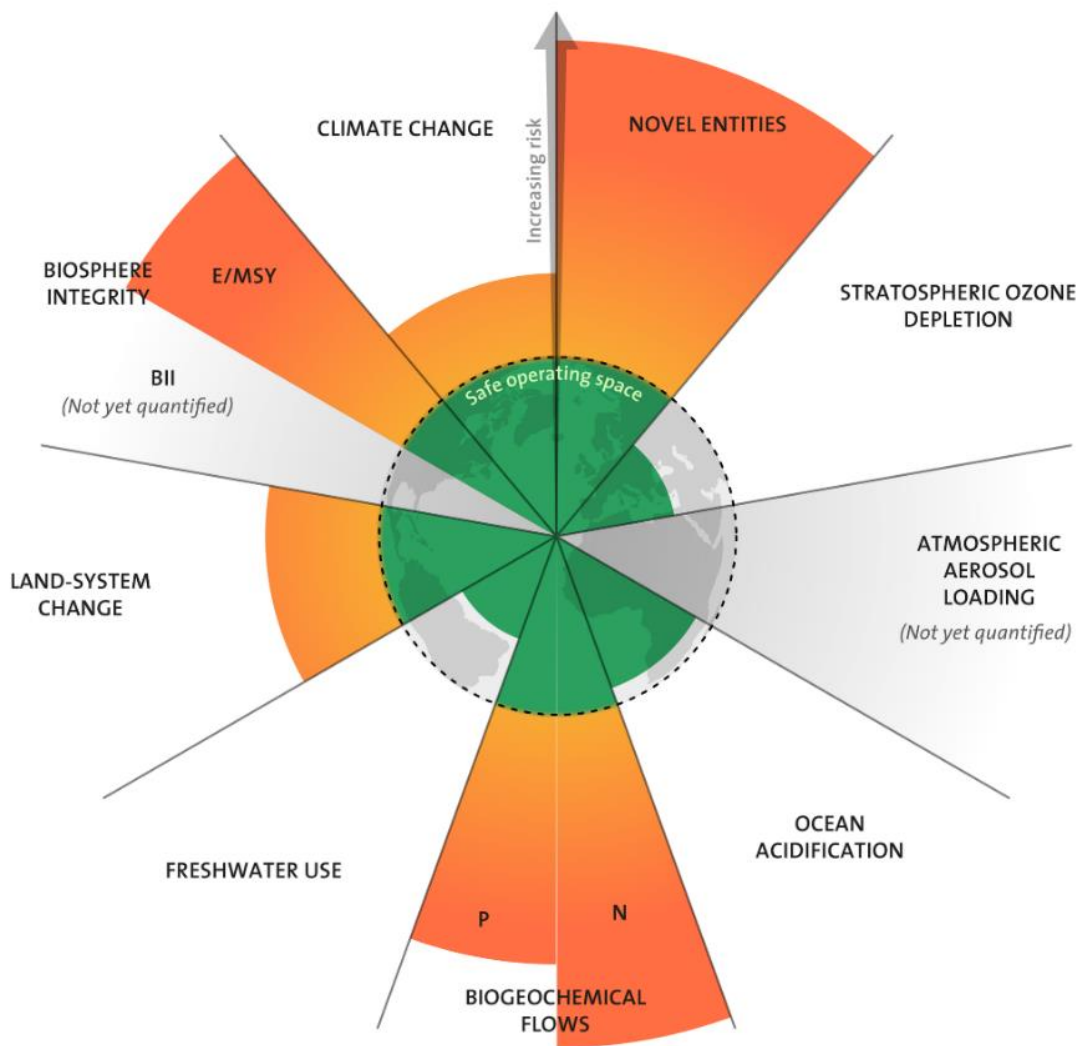 CLIMATE CHANGE
Increasing risk
NOVEL ENTITIES
BIOSPHERE
INTEGRITY
E/MSY
STRATOSPHERIC OZONE
DEPLETION
BII
(Not yet quantified)
Safe operating space
LAND-SYSTEM
CHANGE
ATMOSPHERIC
AEROSOL
LOADING
(Not yet quantified)
FRESHWATER USE
OCEAN
ACIDIFICATION
P
N
BIOGEOCHEMICAL
FLOWS